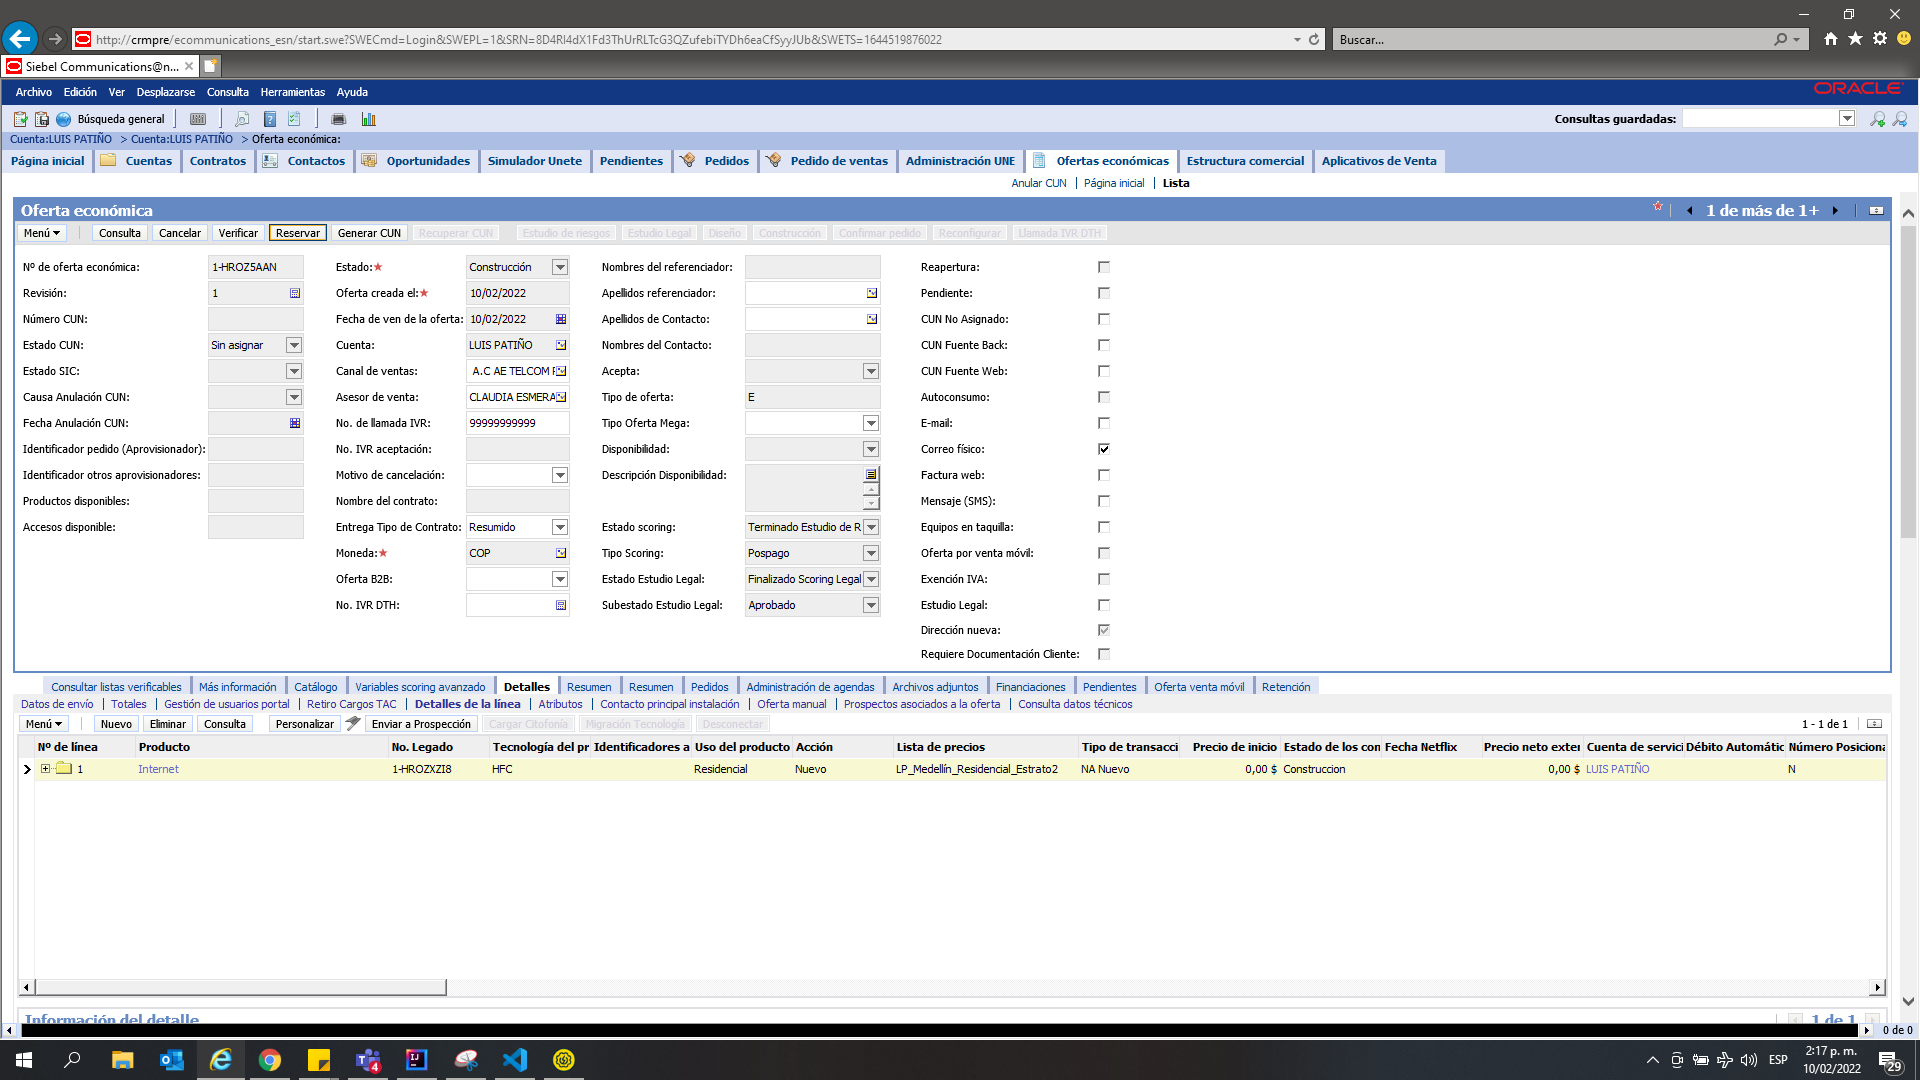 http://crmpre/ecommunications_esn/start.swe?SWECmd=Login&SWEPL=1&SRN=8D4Rl4dX1Fd3ThUrRLTcG3QZufebiTYDh6eaCfSyyJUb&SWETS=1644519876022
Buscar...
Siebel Communications@n...
Archivo Edición Ver Desplazarse Consulta Herramientas Ayuda
ORACLE
Búsqueda general
Consultas guardadas:
Cuenta:LUIS PATIÑO > Cuenta:LUIS PATIÑO > Oferta económica:
Página inicial Cuentas Contratos Contactos Oportunidades Simulador Unete Pendientes Pedidos Pedido de ventas Administración UNE Ofertas económicas Estructura comercial Aplicativos de Venta
Anular CUN | Página inicial | Lista
Oferta económica
1 de más de 1+
Menú Consulta Cancelar Verificar Reservar Generar CUN Recuperar CUN Estudio de riesgos Estudio Legal Diseño Construcción Confirmar pedido Reconfigurar Llamada IVR DTH
Nº de oferta económica: 1-HROZ5AAN Estado:★ Construcción Nombres del referenciador: Reapertura:
Revisión: 1 Oferta creada el:★ 10/02/2022 Apellidos referenciador: Pendiente:
Número CUN: Fecha de ven de la oferta: 10/02/2022 Apellidos de Contacto: CUN No Asignado:
Estado CUN: Sin asignar Cuenta: LUIS PATIÑO Nombres del Contacto: CUN Fuente Back:
Estado SIC: Canal de ventas: A.C AE TELCOM Acepta: CUN Fuente Web:
Causa Anulación CUN: Asesor de venta: CLAUDIA ESMERA Tipo de oferta: E Autoconsumo:
Fecha Anulación CUN: No. de llamada IVR: 99999999999 Tipo Oferta Mega: E-mail:
Identificador pedido (Aprovisionador): No. IVR aceptación: Disponibilidad: Correo físico:
Identificador otros aprovisionadores: Motivo de cancelación: Descripción Disponibilidad: Factura web:
Productos disponibles: Nombre del contrato: Mensaje (SMS):
Accesos disponible: Entrega Tipo de Contrato: Resumido Estado scoring: Terminado Estudio de R Equipos en taquilla:
Moneda:★ COP Tipo Scoring: Pospago Oferta por venta móvil:
Oferta B2B: Estado Estudio Legal: Finalizado Scoring Legal Exención IVA:
No. IVR DTH: Subestado Estudio Legal: Aprobado Estudio Legal:
Dirección nueva:
Requiere Documentación Cliente:
Consultar listas verificables Más información Catálogo Variables scoring avanzado Detalles Resumen Resumen Pedidos Administración de agendas Archivos adjuntos Financiaciones Pendientes Oferta venta móvil Retención
Datos de envío | Totales | Gestión de usuarios portal | Retiro Cargos TAC | Detalles de la línea | Atributos | Contacto principal instalación | Oferta manual | Prospectos asociados a la oferta | Consulta datos técnicos
Menú Nuevo Eliminar Consulta Personalizar Enviar a Prospección Cargar Citofonía Migración Tecnología Desconectar 1 - 1 de 1
Nº de línea Producto No. Legado Tecnología del pr Identificadores a Uso del producto Acción Lista de precios Tipo de transacci Precio de inicio Estado de los con Fecha Netflix Precio neto exter Cuenta de servici Débito Automátic Número Posiciona
1 Internet 1-HROZXZI8 HFC Residencial Nuevo LP_Medellín_Residencial_Estrato2 NA Nuevo 0,00 $ Construccion 0,00 $ LUIS PATIÑO N
Información del detalle 1 de 1
0 de 0
4
ESP
2:17 p. m.
10/02/2022
29